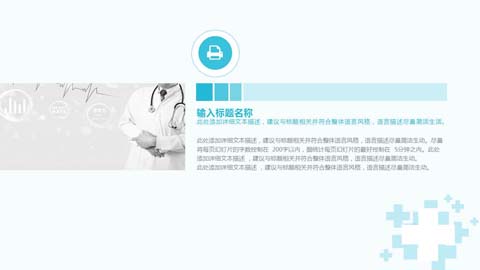 输入标题名称
此处添加详细文本描述，建议与标题相关并符合整体语言风格，语言描述尽量简洁生动。
此处添加详细文本描述，建议与标题相关并符合整体语言风格，语言描述尽量简洁生动。尽量
将每页幻灯片的字数控制在 200字以内，据统计每页幻灯片的最好控制在 5分钟之内。此处
添加详细文本描述，建议与标题相关并符合整体语言风格，语言描述尽量简洁生动。
此处添加详细文本描述，建议与标题相关并符合整体语言风格，语言描述尽量简洁生动。